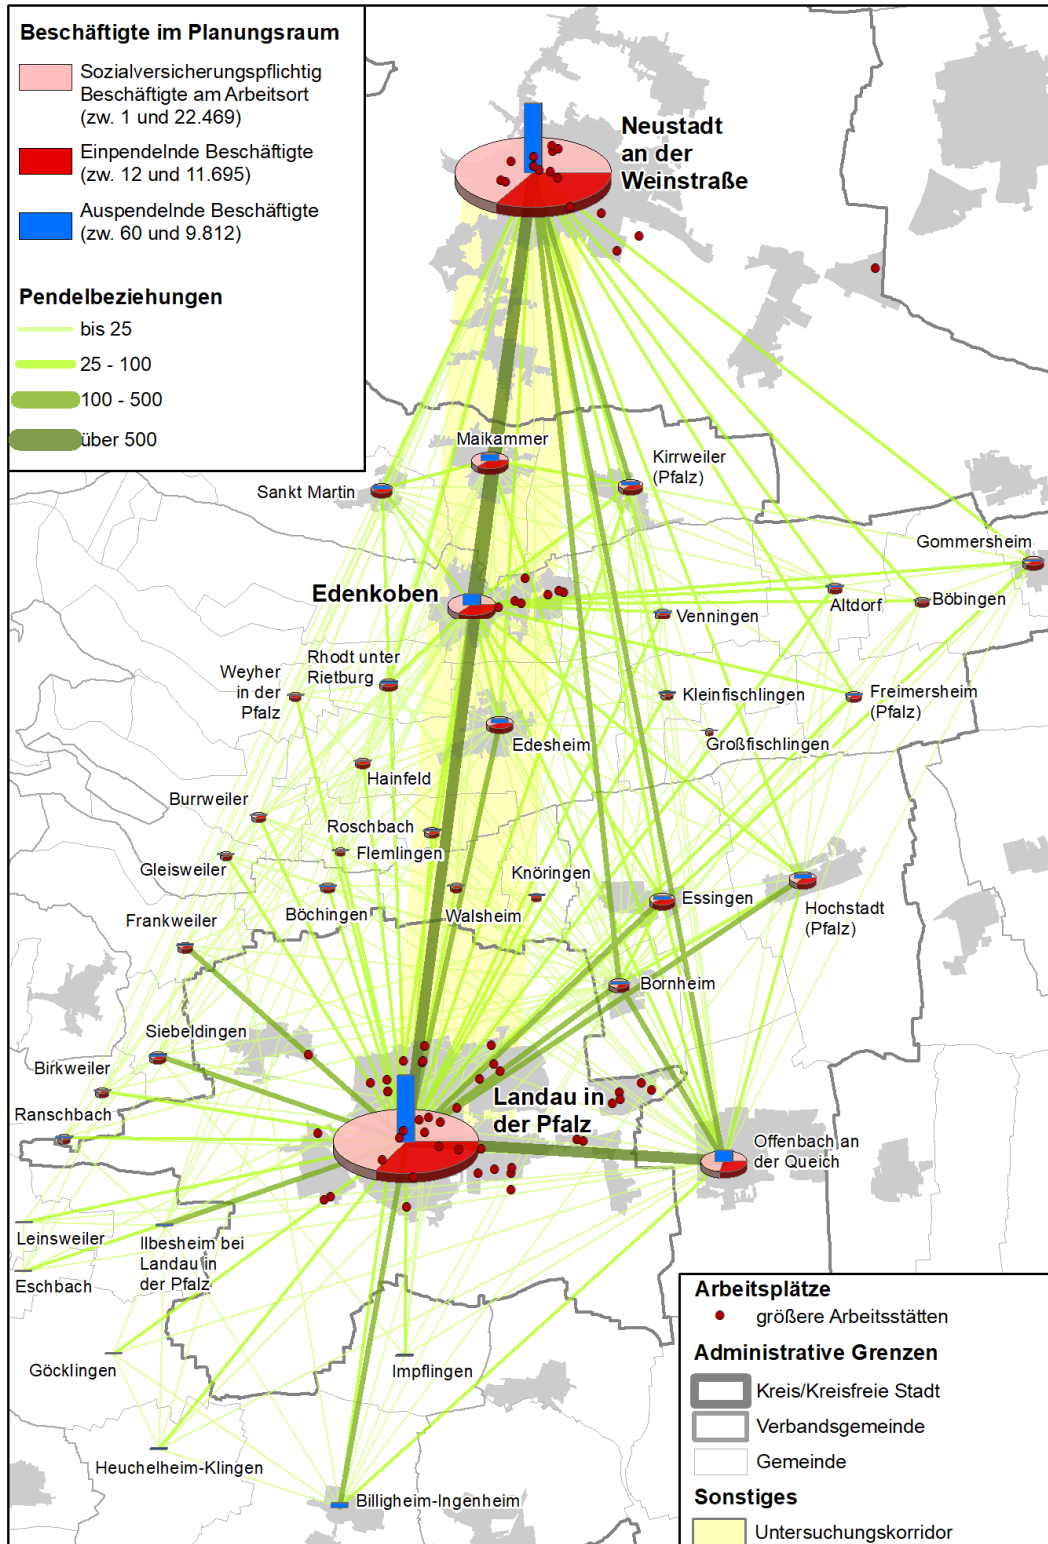 Beschäftigte im Planungsraum
Sozialversicherungspflichtig
Beschäftigte am Arbeitsort
(zw. 1 und 22.469)
Einpendelnde Beschäftigte
(zw. 12 und 11.695)
Auspendelnde Beschäftigte
(zw. 60 und 9.812)
Pendelbeziehungen
bis 25
25 - 100
100 - 500
über 500
Neustadt
an der
Weinstraße
Maikammer
Kirrweiler
(Pfalz)
Sankt Martin
Gommersheim
Edenkoben
Altdorf
Böbingen
Venningen
Rhodt unter
Rietburg
Weyher
in der
Pfalz
Kleinfischlingen
Freimersheim
(Pfalz)
Edesheim
Großfischlingen
Hainfeld
Burrweiler
Roschbach
Flemlingen
Gleisweiler
Knöringen
Essingen
Böchingen
Walsheim
Hochstadt
(Pfalz)
Frankweiler
Bornheim
Siebeldingen
Birkweiler
Landau in
der Pfalz
Ranschbach
Offenbach an
der Queich
Leinsweiler
Ilbesheim bei
Landau in
der Pfalz
Eschbach
Göcklingen
Impflingen
Heuchelheim-Klingen
Billigheim-Ingenheim
Arbeitsplätze
größere Arbeitsstätten
Administrative Grenzen
Kreis/Kreisfreie Stadt
Verbandsgemeinde
Gemeinde
Sonstiges
Untersuchungskorridor